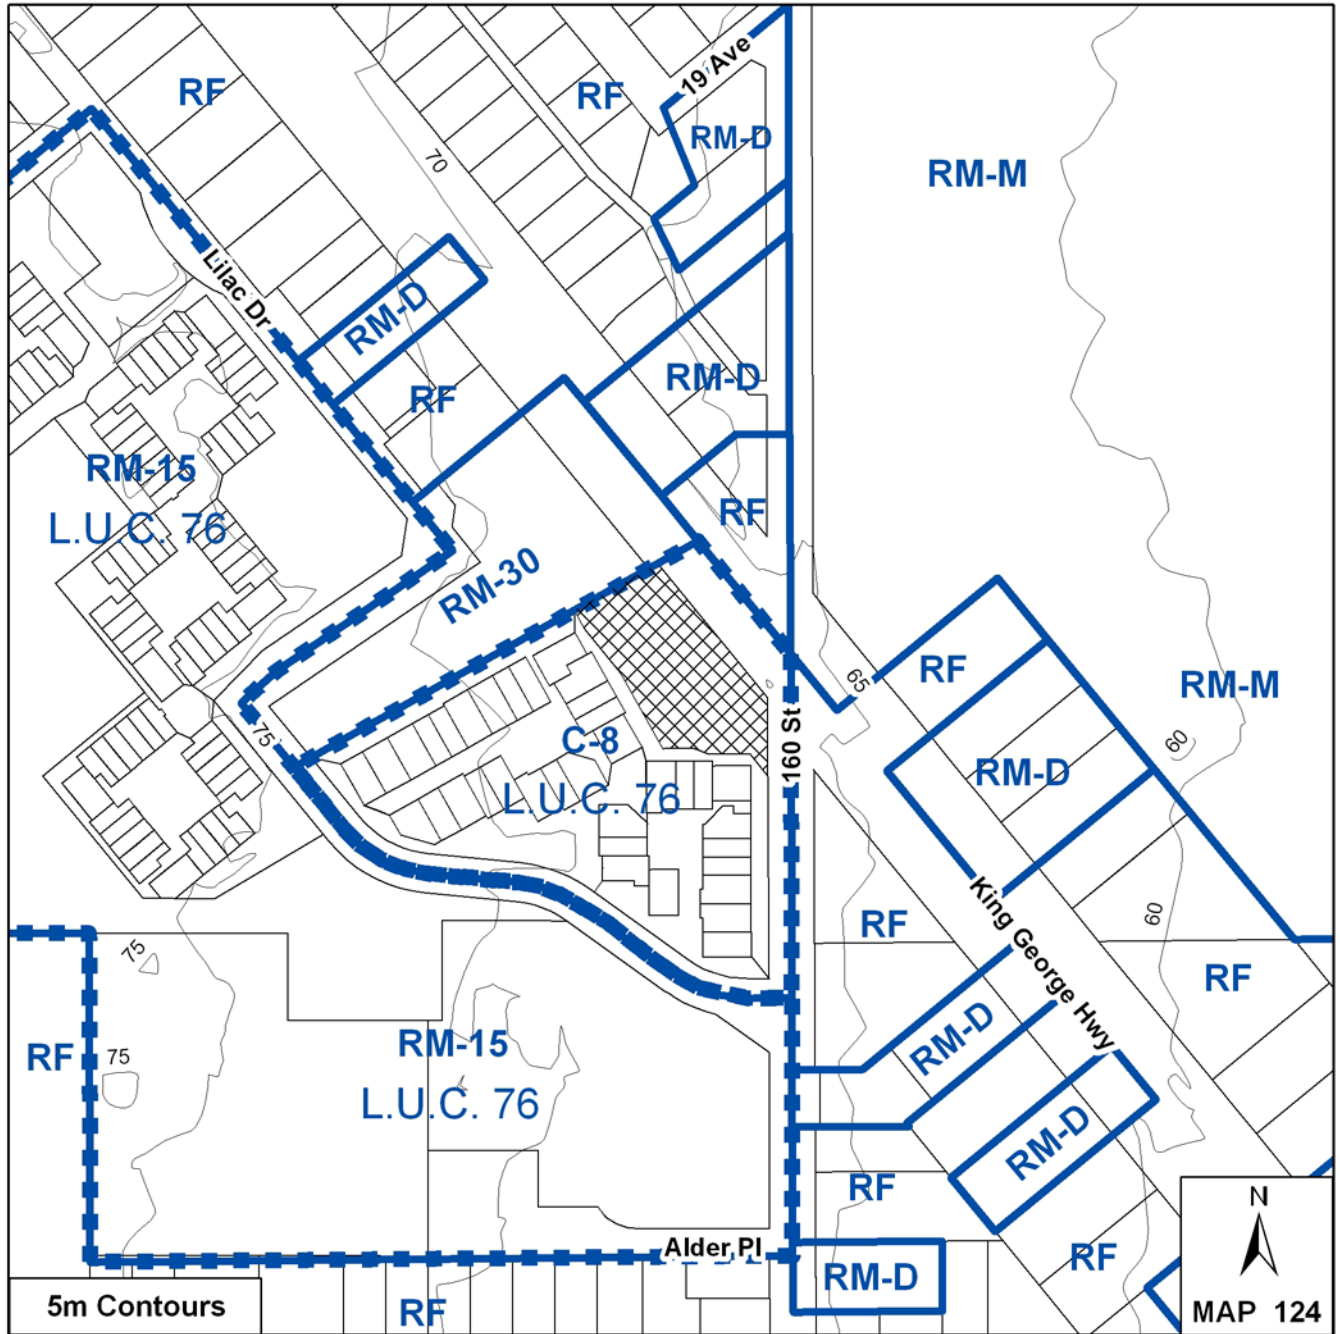 19 Ave
RF
RF
RM-D
70
RM-M
Lilac Dr
RM-D
RM-D
RF
RM-15
L.U.C. 76
RF
RM-30
RF
65
RM-M
75
160 St
C-8
L.U.C. 76
60
RM-D
RF
King George Hwy
60
75
RF
RM-15
L.U.C. 76
RM-D
RF
75
RM-D
RF
Alder Pl
RM-D
RF
N
5m Contours
RF
MAP 124